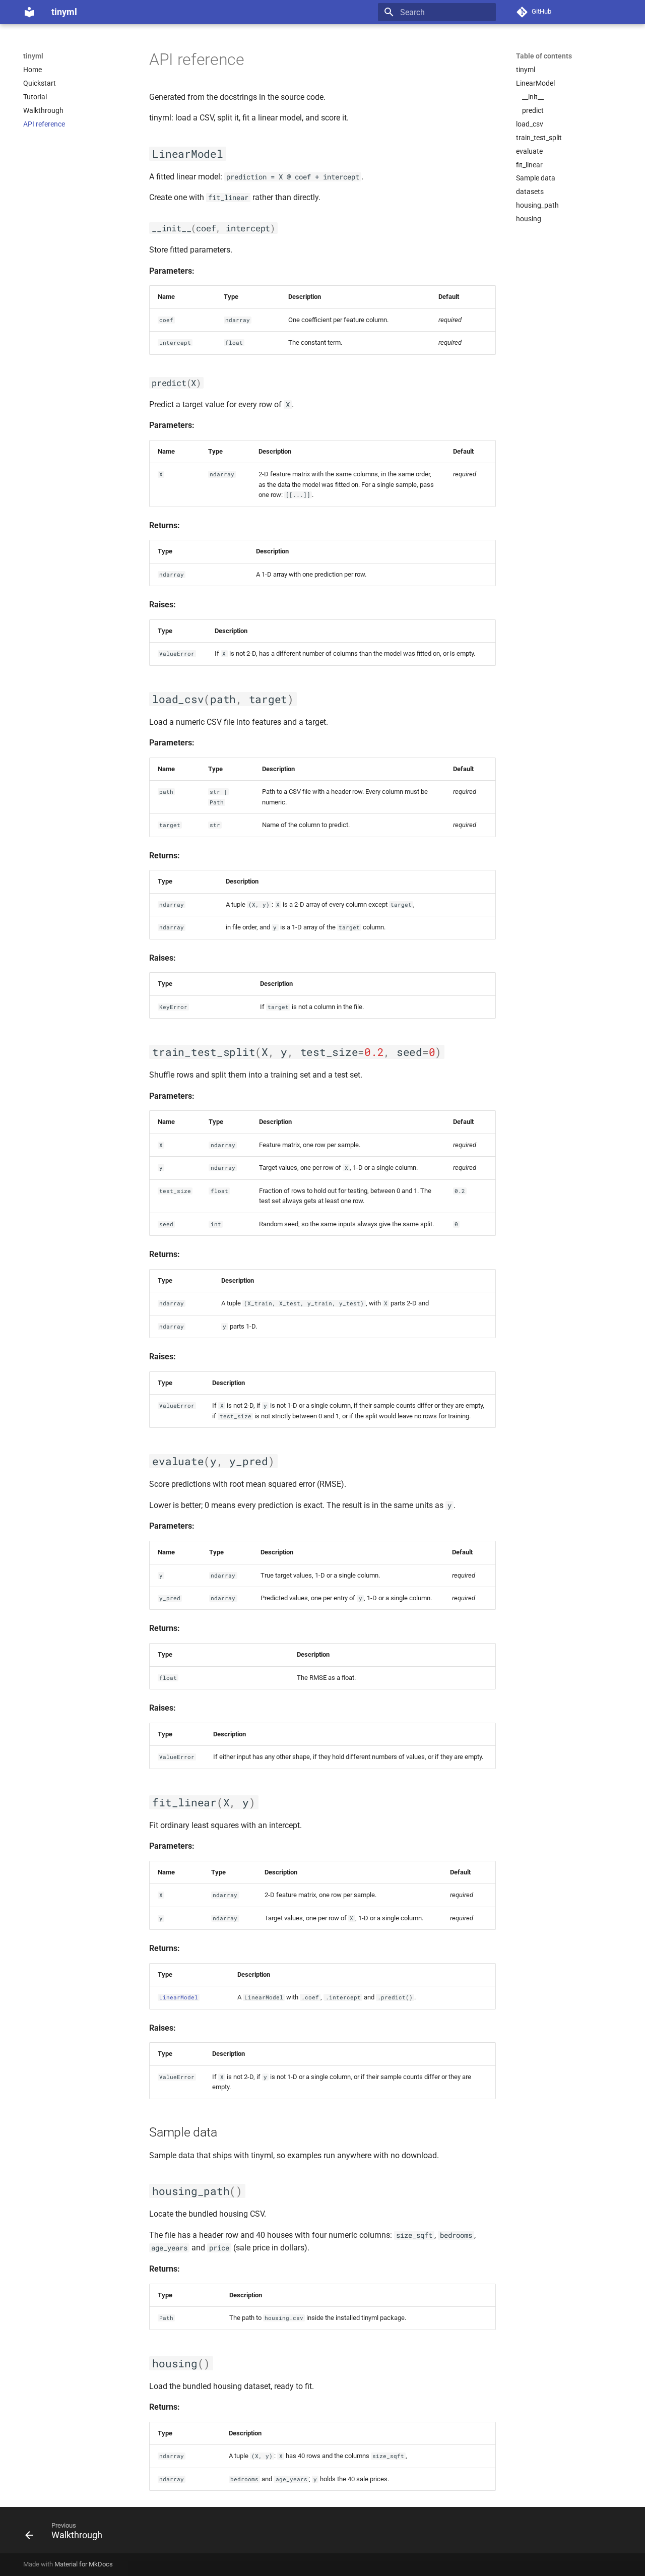 tinyml
Search
GitHub
tinyml
Home
Quickstart
Tutorial
Walkthrough
API reference
Table of contents
tinyml
LinearModel
__init__
predict
load_csv
train_test_split
evaluate
fit_linear
Sample data
datasets
housing_path
housing
API reference
Generated from the docstrings in the source code.
tinyml: load a CSV, split it, fit a linear model, and score it.
LinearModel
A fitted linear model: prediction = X @ coef + intercept.
Create one with fit_linear rather than directly.
__init__(coef, intercept)
Store fitted parameters.
Parameters:
Name Type Description Default
coef ndarray One coefficient per feature column. required
intercept float The constant term. required
predict(X)
Predict a target value for every row of X.
Parameters:
Name Type Description Default
X ndarray 2-D feature matrix with the same columns, in the same order, required
as the data the model was fitted on. For a single sample, pass
one row: [[...]].
Returns:
Type Description
ndarray A 1-D array with one prediction per row.
Raises:
Type Description
ValueError If X is not 2-D, has a different number of columns than the model was fitted on, or is empty.
load_csv(path, target)
Load a numeric CSV file into features and a target.
Parameters:
Name Type Description Default
path str | Path to a CSV file with a header row. Every column must be required
Path numeric.
target str Name of the column to predict. required
Returns:
Type Description
ndarray A tuple (X, y): X is a 2-D array of every column except target,
ndarray in file order, and y is a 1-D array of the target column.
Raises:
Type Description
KeyError If target is not a column in the file.
train_test_split(X, y, test_size=0.2, seed=0)
Shuffle rows and split them into a training set and a test set.
Parameters:
Name Type Description Default
X ndarray Feature matrix, one row per sample. required
y ndarray Target values, one per row of X, 1-D or a single column. required
test_size float Fraction of rows to hold out for testing, between 0 and 1. The 0.2
test set always gets at least one row.
seed int Random seed, so the same inputs always give the same split. 0
Returns:
Type Description
ndarray A tuple (X_train, X_test, y_train, y_test), with X parts 2-D and
ndarray y parts 1-D.
Raises:
Type Description
ValueError If X is not 2-D, if y is not 1-D or a single column, if their sample counts differ or they are empty,
if test_size is not strictly between 0 and 1, or if the split would leave no rows for training.
evaluate(y, y_pred)
Score predictions with root mean squared error (RMSE).
Lower is better; 0 means every prediction is exact. The result is in the same units as y.
Parameters:
Name Type Description Default
y ndarray True target values, 1-D or a single column. required
y_pred ndarray Predicted values, one per entry of y, 1-D or a single column. required
Returns:
Type Description
float The RMSE as a float.
Raises:
Type Description
ValueError If either input has any other shape, if they hold different numbers of values, or if they are empty.
fit_linear(X, y)
Fit ordinary least squares with an intercept.
Parameters:
Name Type Description Default
X ndarray 2-D feature matrix, one row per sample. required
y ndarray Target values, one per row of X, 1-D or a single column. required
Returns:
Type Description
LinearModel A LinearModel with .coef, .intercept and .predict().
Raises:
Type Description
ValueError If X is not 2-D, if y is not 1-D or a single column, or if their sample counts differ or they are
empty.
Sample data
Sample data that ships with tinyml, so examples run anywhere with no download.
housing_path()
Locate the bundled housing CSV.
The file has a header row and 40 houses with four numeric columns: size_sqft, bedrooms,
age_years and price (sale price in dollars).
Returns:
Type Description
Path The path to housing.csv inside the installed tinyml package.
housing()
Load the bundled housing dataset, ready to fit.
Returns:
Type Description
ndarray A tuple (X, y): X has 40 rows and the columns size_sqft,
ndarray bedrooms and age_years; y holds the 40 sale prices.
Previous
Walkthrough
Made with Material for MkDocs